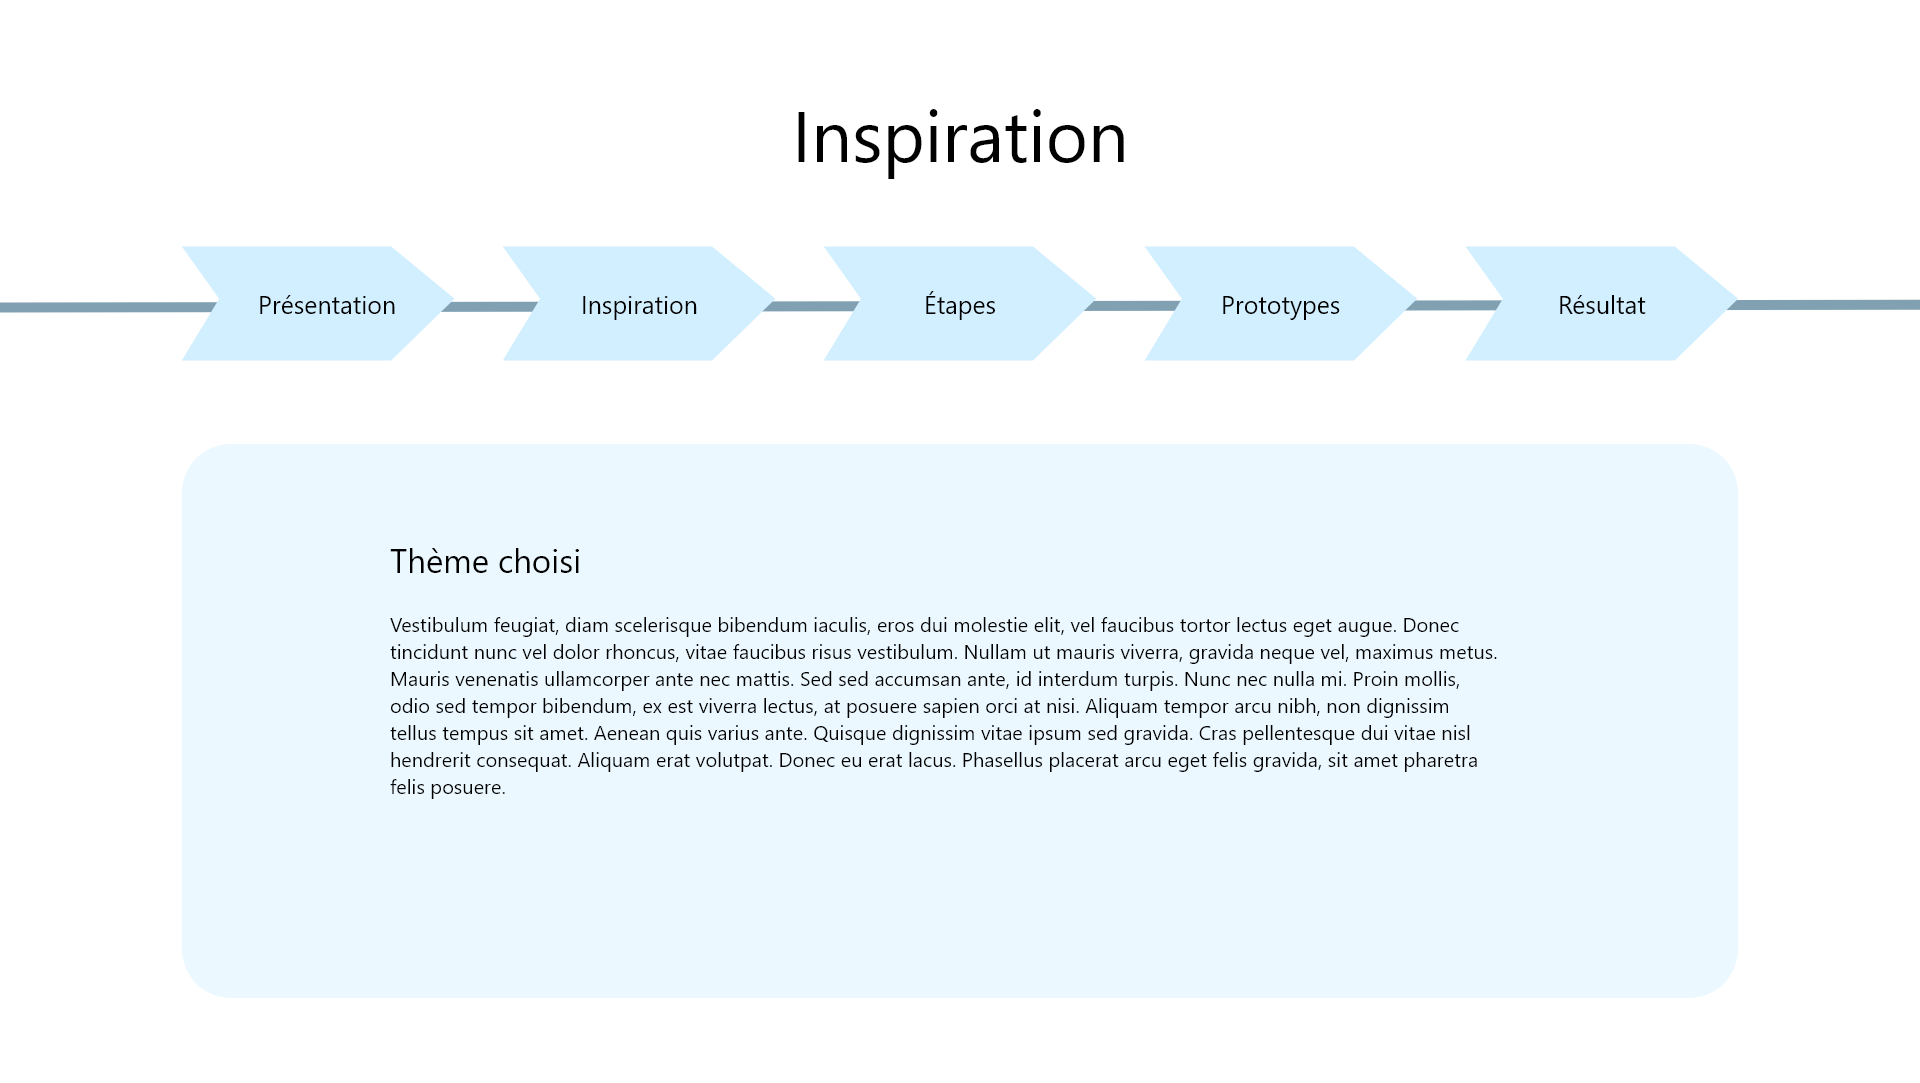 Inspiration
Présentation
Inspiration
Étapes
Prototypes
Résultat
Thème choisi
Vestibulum feugiat, diam scelerisque bibendum iaculis, eros dui molestie elit, vel faucibus tortor lectus eget augue. Donec
tincidunt nunc vel dolor rhoncus, vitae faucibus risus vestibulum. Nullam ut mauris viverra, gravida neque vel, maximus metus.
Mauris venenatis ullamcorper ante nec mattis. Sed sed accumsan ante, id interdum turpis. Nunc nec nulla mi. Proin mollis,
odio sed tempor bibendum, ex est viverra lectus, at posuere sapien orci at nisi. Aliquam tempor arcu nibh, non dignissim
tellus tempus sit amet. Aenean quis varius ante. Quisque dignissim vitae ipsum sed gravida. Cras pellentesque dui vitae nisl
hendrerit consequat. Aliquam erat volutpat. Donec eu erat lacus. Phasellus placerat arcu eget felis gravida, sit amet pharetra
felis posuere.